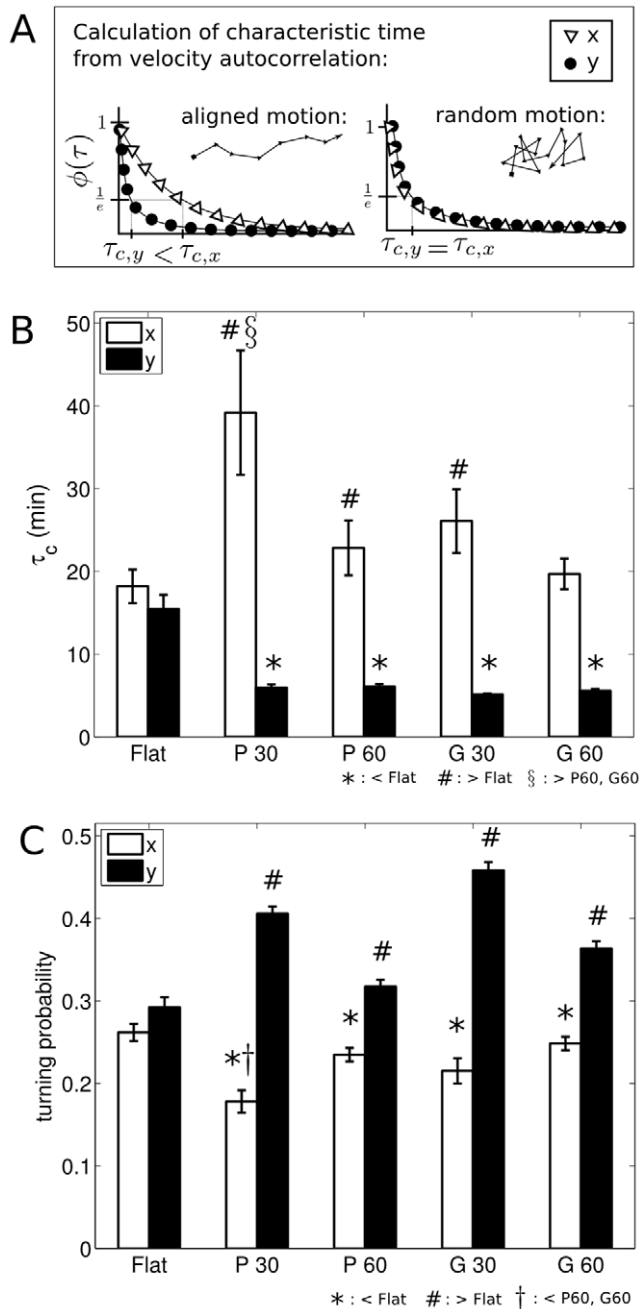 A
Calculation of characteristic time
from velocity autocorrelation:
x
y
aligned motion:
random motion:
ϕ(τ)
1
1/e
τc,y < τc,x
1
1/e
τc,y = τc,x
B
x
y
#§
#
#
*
*
*
*
50
40
30
20
10
0
τc (min)
Flat P 30 P 60 G 30 G 60
* : < Flat # : > Flat § : > P60, G60
C
x
y
#
#
#
#
*†
*
*
*
0.5
0.4
0.3
0.2
0.1
0
turning probability
Flat P 30 P 60 G 30 G 60
* : < Flat # : > Flat † : < P60, G60